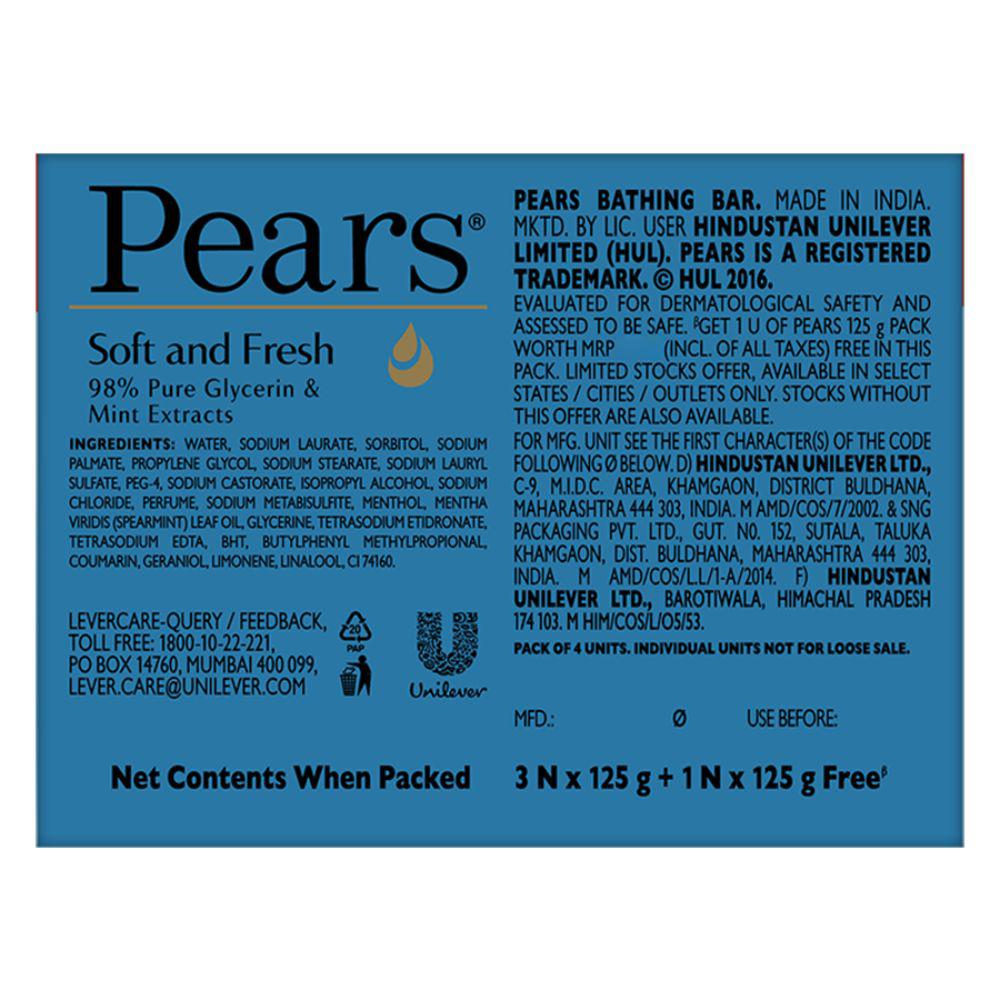 Pears®
Soft and Fresh
98% Pure Glycerin &
Mint Extracts
INGREDIENTS: WATER, SODIUM LAURATE, SORBITOL, SODIUM
PALMATE, PROPYLENE GLYCOL, SODIUM STEARATE, SODIUM LAURYL
SULFATE, PEG-4, SODIUM CASTORATE, ISOPROPYL ALCOHOL, SODIUM
CHLORIDE, PERFUME, SODIUM METABISULFITE, MENTHOL, MENTHA
VIRIDIS (SPEARMINT) LEAF OIL, GLYCERINE, TETRASODIUM ETIDRONATE,
TETRASODIUM EDTA, BHT, BUTYLPHENYL METHYLPROPIONAL,
COUMARIN, GERANIOL, LIMONENE, LINALOOL, CI 74160.
LEVERCARE-QUERY / FEEDBACK,
TOLL FREE: 1800-10-22-221,
PO BOX 14760, MUMBAI 400 099,
LEVER.CARE@UNILEVER.COM
20
PAP
Unilever
PEARS BATHING BAR. MADE IN INDIA.
MKTD. BY LIC. USER HINDUSTAN UNILEVER
LIMITED (HUL). PEARS IS A REGISTERED
TRADEMARK. © HUL 2016.
EVALUATED FOR DERMATOLOGICAL SAFETY AND
ASSESSED TO BE SAFE. βGET 1 U OF PEARS 125 g PACK
WORTH MRP (INCL. OF ALL TAXES) FREE IN THIS
PACK. LIMITED STOCKS OFFER, AVAILABLE IN SELECT
STATES / CITIES / OUTLETS ONLY. STOCKS WITHOUT
THIS OFFER ARE ALSO AVAILABLE.
FOR MFG. UNIT SEE THE FIRST CHARACTER(S) OF THE CODE
FOLLOWING Ø BELOW. D) HINDUSTAN UNILEVER LTD.,
C-9, M.I.D.C. AREA, KHAMGAON, DISTRICT BULDHANA,
MAHARASHTRA 444 303, INDIA. M AMD/COS/7/2002. & SNG
PACKAGING PVT. LTD., GUT. N0. 152, SUTALA, TALUKA
KHAMGAON, DIST. BULDHANA, MAHARASHTRA 444 303,
INDIA. M AMD/COS/L.L/1-A/2014. F) HINDUSTAN
UNILEVER LTD., BAROTIWALA, HIMACHAL PRADESH
174 103. M HIM/COS/L/O5/53.
PACK OF 4 UNITS. INDIVIDUAL UNITS NOT FOR LOOSE SALE.
MFD.: Ø USE BEFORE:
Net Contents When Packed 3 N x 125 g + 1 N x 125 g Freeβ